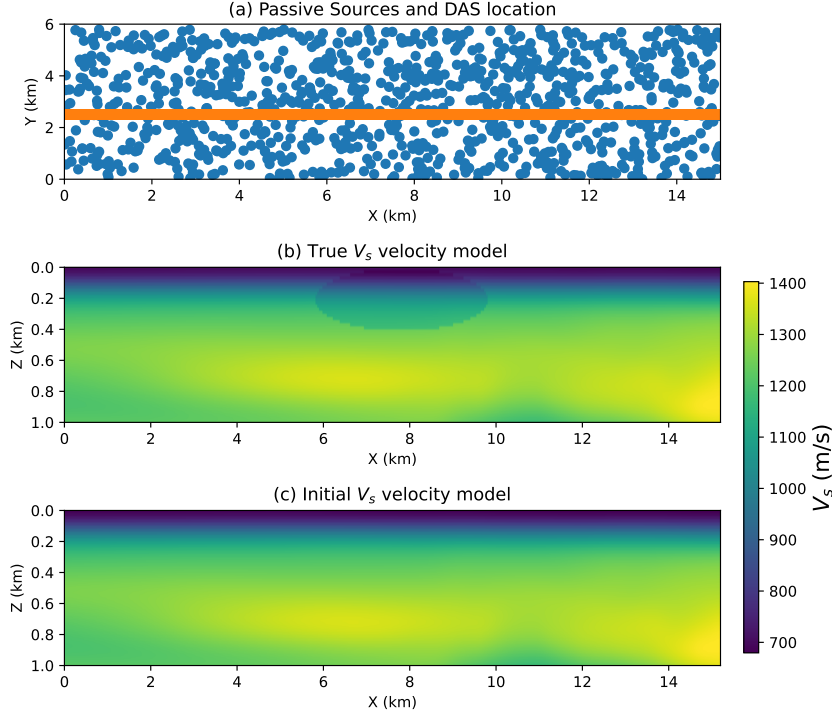 (a) Passive Sources and DAS location
6
4
2
0
Y (km)
0 2 4 6 8 10 12 14
X (km)
(b) True Vₛ velocity model
0.0
0.2
0.4
0.6
0.8
1.0
Z (km)
0 2 4 6 8 10 12 14
X (km)
(c) Initial Vₛ velocity model
0.0
0.2
0.4
0.6
0.8
1.0
Z (km)
0 2 4 6 8 10 12 14
X (km)
1400
1300
1200
1100
1000
900
800
700
Vₛ (m/s)